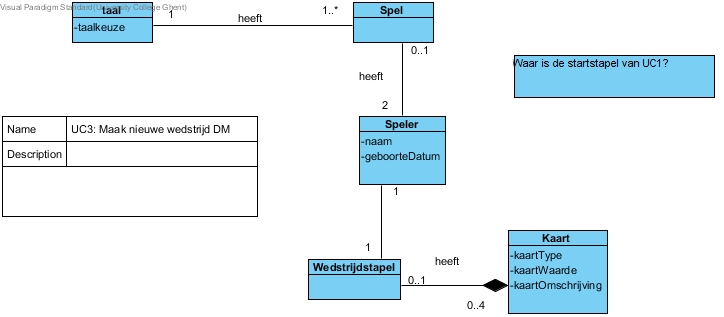 Visual Paradigm Standard(University College Ghent)
taal
-taalkeuze
1
heeft
1..*
Spel
0..1
heeft
2
Waar is de startstapel van UC1?
Name
UC3: Maak nieuwe wedstrijd DM
Description
Speler
-naam
-geboorteDatum
1
1
Wedstrijdstapel
0..1
heeft
0..4
Kaart
-kaartType
-kaartWaarde
-kaartOmschrijving